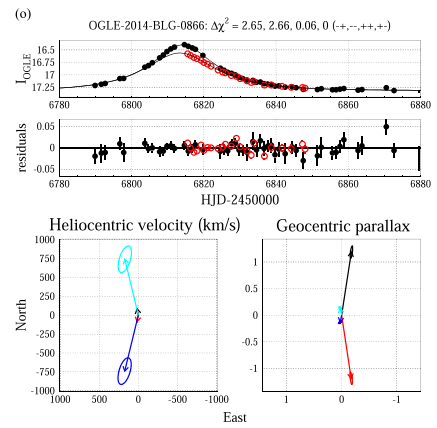 (o)
OGLE-2014-BLG-0866: Δχ² = 2.65, 2.66, 0.06, 0 (-+,--,++,+-)
I_OGLE
16.5
16.75
17
17.25
6780 6800 6820 6840 6860 6880
residuals
0.05
0
-0.05
6780 6800 6820 6840 6860 6880
HJD-2450000
Heliocentric velocity (km/s) Geocentric parallax
North
1000
750
500
250
0
-250
-500
-750
-1000
1000 500 0 -500 -1000
1
0.5
0
-0.5
-1
1 0 -1
East